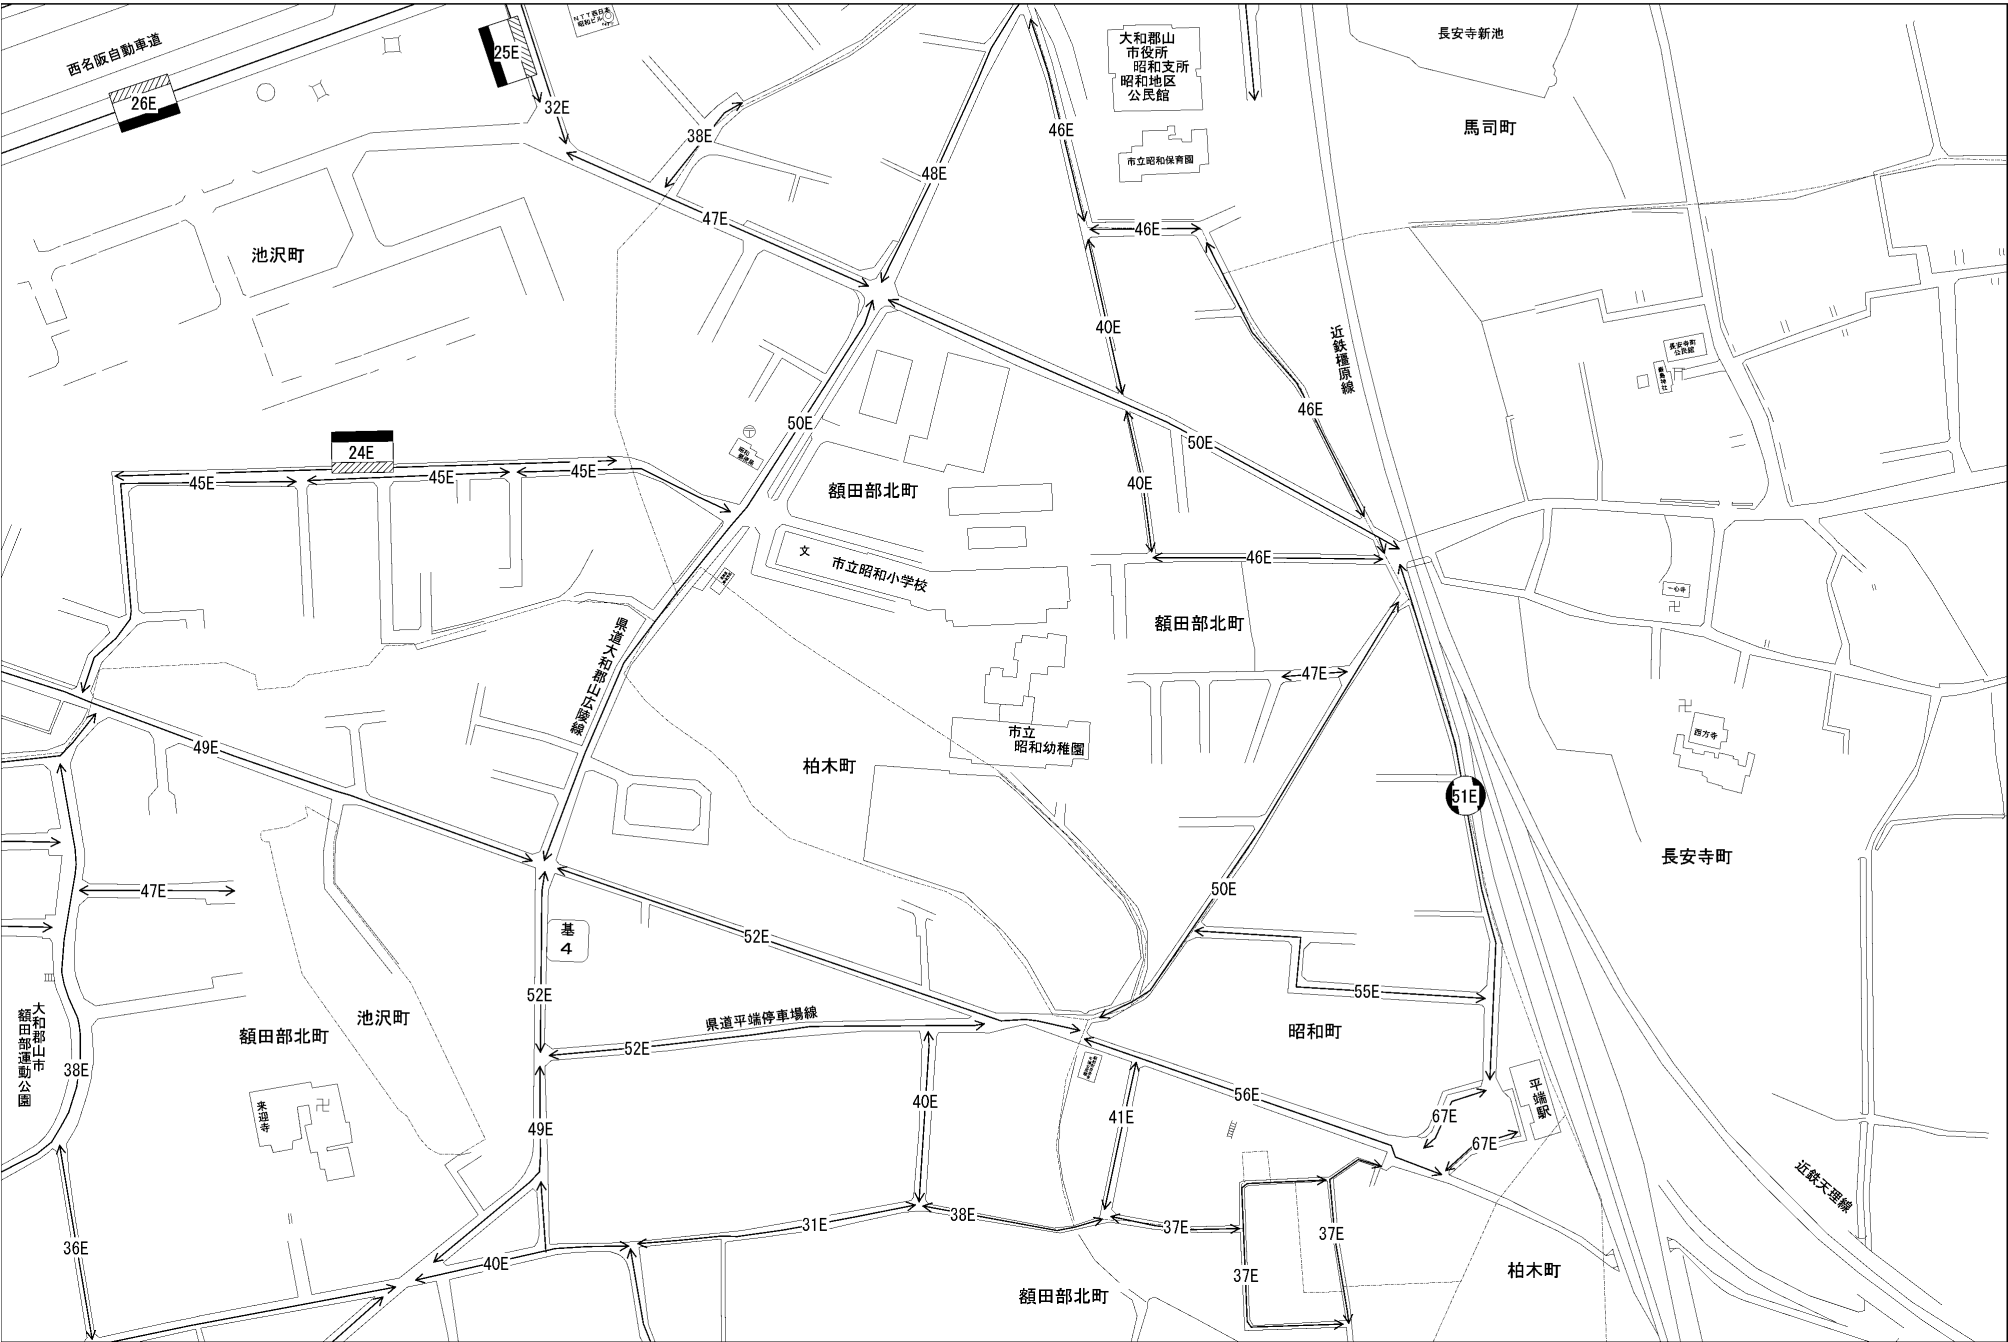 西名阪自動車道
26E
25E
32E
NTT西日本
昭和ビル
38E
47E
48E
46E
大和郡山
市役所
昭和支所
昭和地区
公民館
市立昭和保育園
46E
長安寺新池
馬司町
池沢町
40E
近鉄橿原線
46E
長安寺町
公民館
24E
45E
45E
45E
50E
50E
40E
46E
額田部北町
文
市立昭和小学校
額田部北町
県道大和郡山広陵線
47E
市立
昭和幼稚園
柏木町
一心寺
西方寺
49E
51E
長安寺町
47E
50E
52E
基
4
52E
55E
大和郡山市
額田部運動公園
38E
額田部北町
池沢町
県道平端停車場線
52E
昭和町
来迎寺
49E
40E
41E
56E
67E
67E
平端駅
近鉄天理線
36E
40E
31E
38E
37E
37E
37E
額田部北町
柏木町